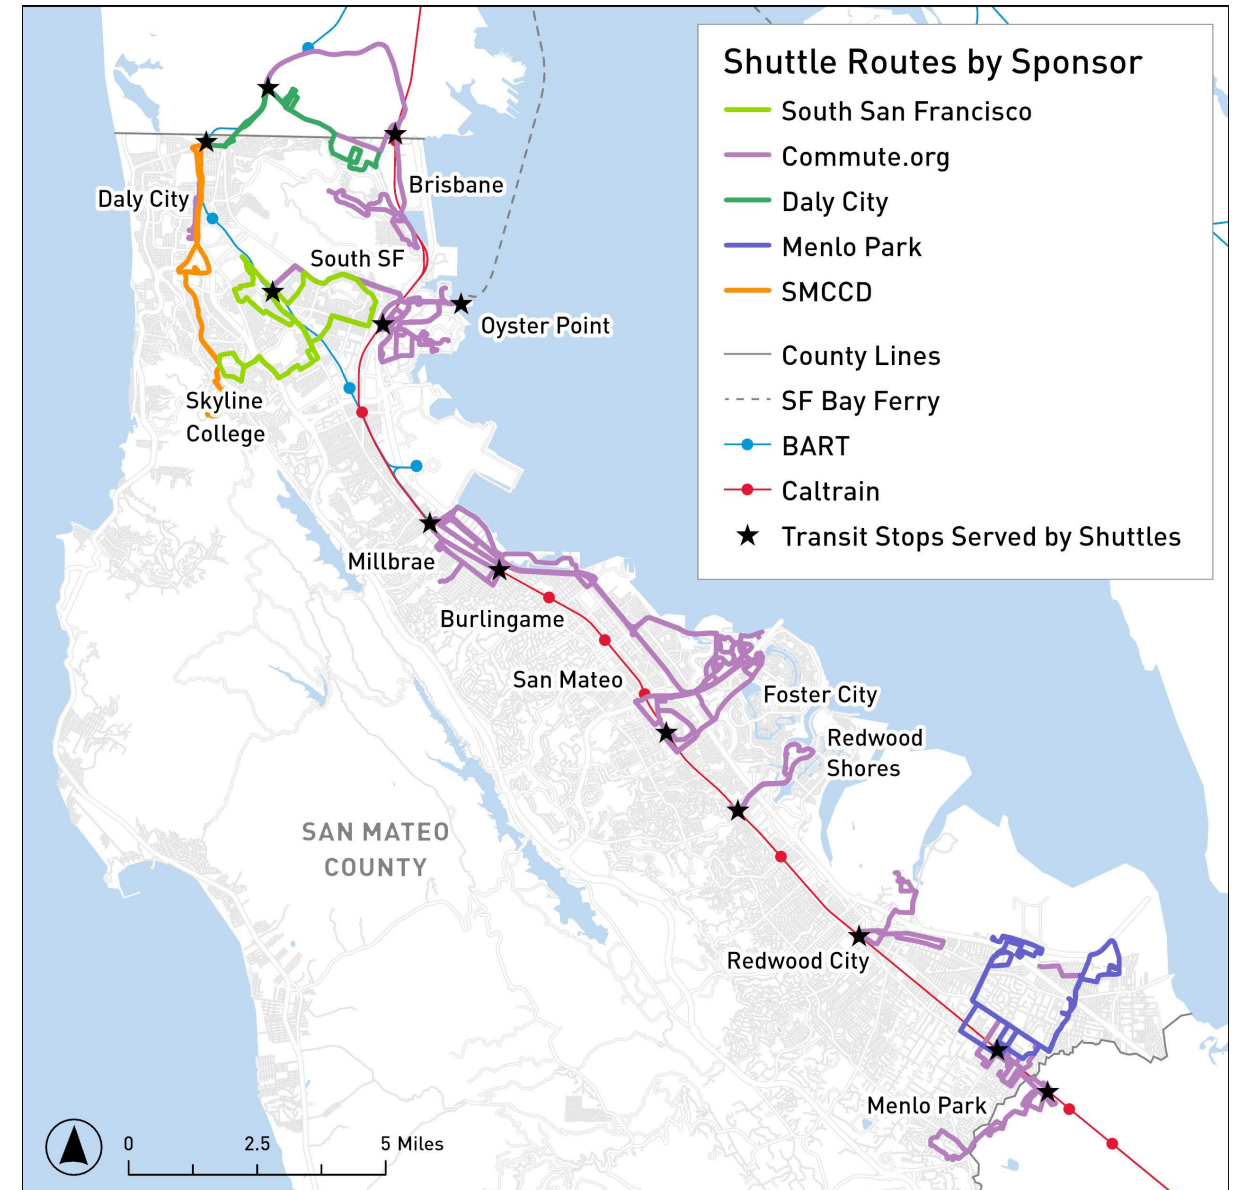 Shuttle Routes by Sponsor
South San Francisco
Commute.org
Daly City
Menlo Park
SMCCD
County Lines
SF Bay Ferry
BART
Caltrain
Transit Stops Served by Shuttles
Daly City
Brisbane
South SF
Oyster Point
Skyline
College
Millbrae
Burlingame
San Mateo
Foster City
Redwood
Shores
SAN MATEO
COUNTY
Redwood City
Menlo Park
0 2.5 5 Miles